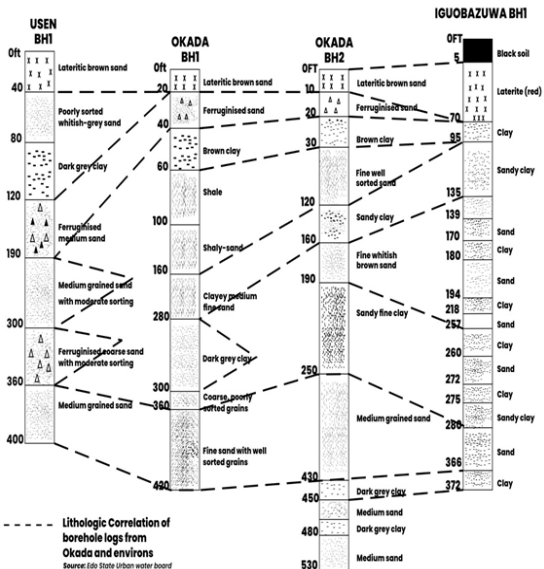 IGUOBAZUWA BH1
USEN
BH1
OKADA
BH1
OKADA
BH2
0ft
Lateritic brown sand
40
Poorly sorted
whitish-grey sand
80
Dark grey clay
120
Ferruginised
medium sand
190
Medium grained sand
with moderate sorting
300
Ferruginised coarse sand
with moderate sorting
360
Medium grained sand
400
0FT
Lateritic brown sand
20
Ferruginised sand
40
Brown clay
60
Shale
100
Shaly-sand
160
Clayey medium
fine sand
280
Dark grey clay
300
Coarse, poorly
sorted grains
360
Fine sand with well
sorted grains
420
0FT
Lateritic brown sand
10
Ferruginised sand
20
Brown clay
30
Fine well
sorted sand
120
Sandy clay
160
Fine whitish
brown sand
190
Sandy fine clay
250
Medium grained sand
430
Dark grey clay
450
Medium sand
480
Dark grey clay
Medium sand
530
0FT
Black soil
5
Laterite (red)
70
Clay
95
Sandy clay
135
139
Sand
170
Clay
180
Sand
194
Clay
218
Sand
257
Clay
260
Sand
272
Clay
275
Sandy clay
280
Sand
366
Clay
372
Lithologic Correlation of
borehole logs from
Okada and environs
Source: Edo State Urban water board